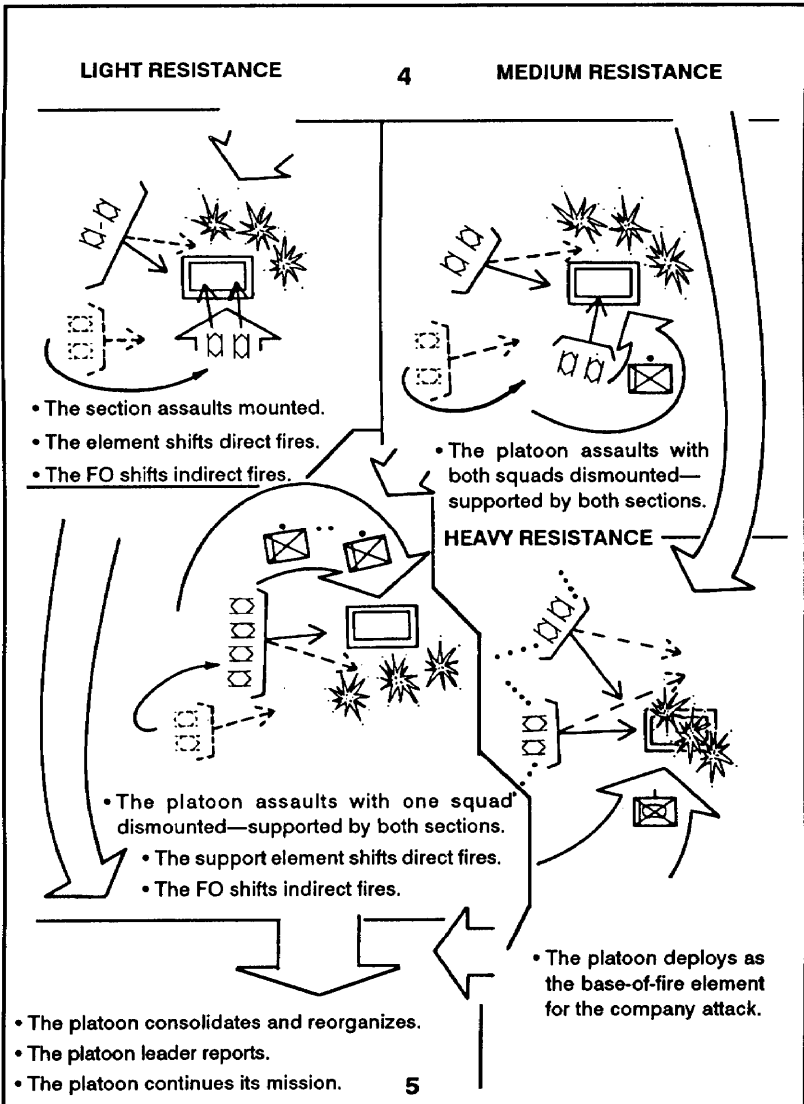 LIGHT RESISTANCE
4
MEDIUM RESISTANCE
• The section assaults mounted.
• The element shifts direct fires.
• The FO shifts indirect fires.
• The platoon assaults with
both squads dismounted—
supported by both sections.
HEAVY RESISTANCE
• The platoon assaults with one squad
dismounted—supported by both sections.
• The support element shifts direct fires.
• The FO shifts indirect fires.
• The platoon deploys as
the base-of-fire element
for the company attack.
• The platoon consolidates and reorganizes.
• The platoon leader reports.
• The platoon continues its mission.
5